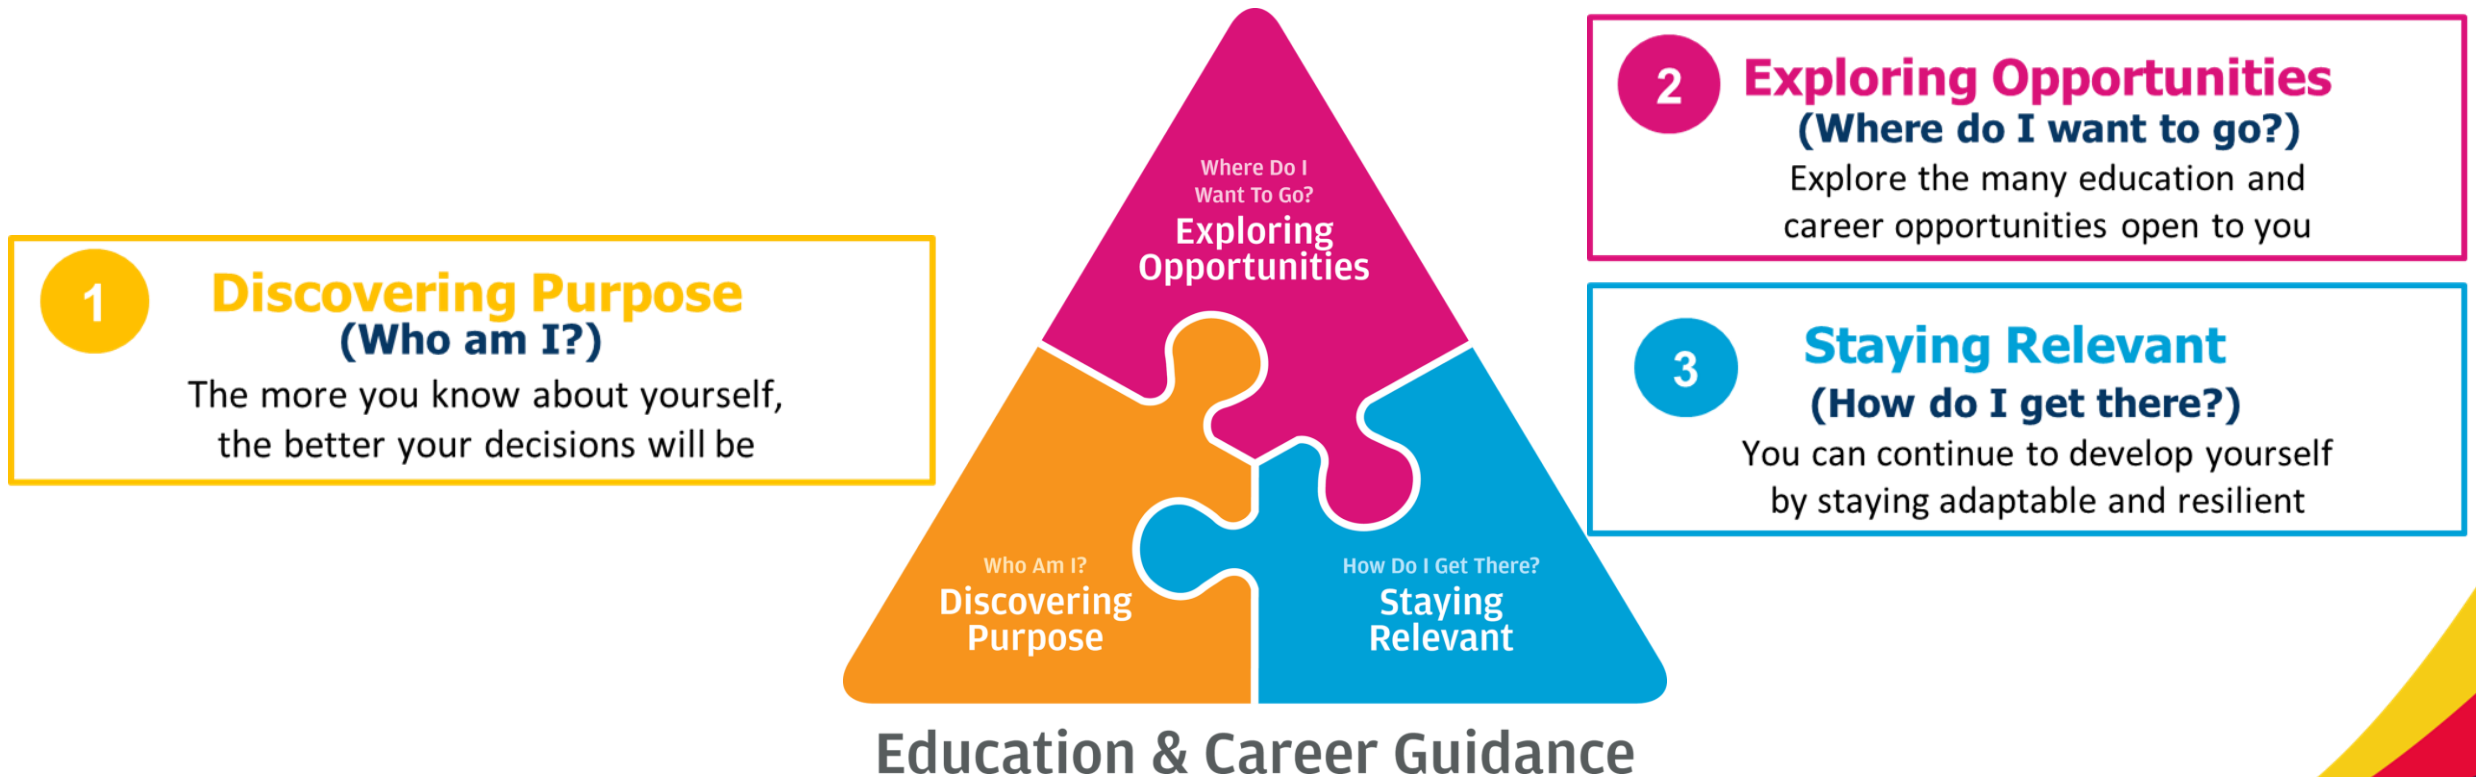 1
Discovering Purpose
(Who am I?)
The more you know about yourself,
the better your decisions will be
Where Do I
Want To Go?
Exploring
Opportunities
Who Am I?
Discovering
Purpose
How Do I Get There?
Staying
Relevant
Education & Career Guidance
2
Exploring Opportunities
(Where do I want to go?)
Explore the many education and
career opportunities open to you
3
Staying Relevant
(How do I get there?)
You can continue to develop yourself
by staying adaptable and resilient